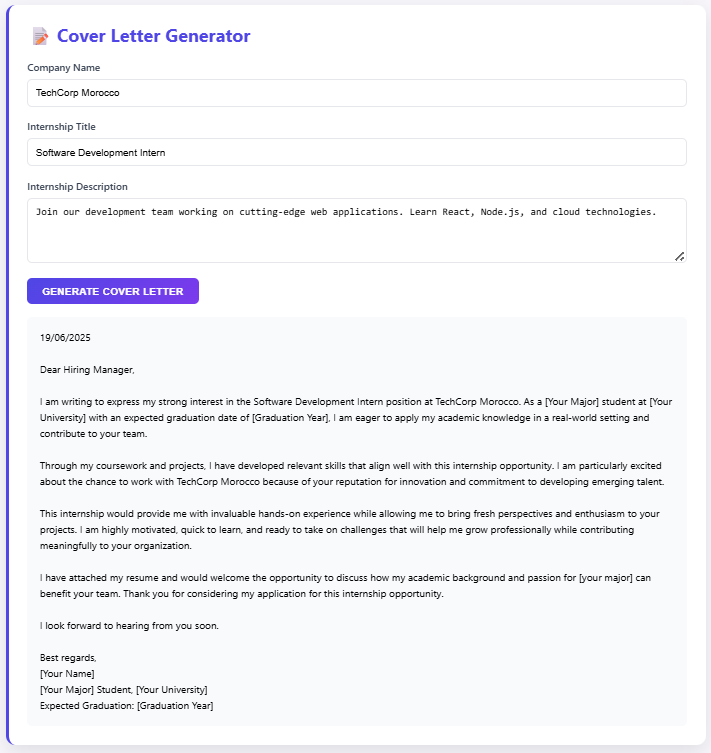 Cover Letter Generator
Company Name
TechCorp Morocco
Internship Title
Software Development Intern
Internship Description
Join our development team working on cutting-edge web applications. Learn React, Node.js, and cloud technologies.
GENERATE COVER LETTER
19/06/2025
Dear Hiring Manager,
I am writing to express my strong interest in the Software Development Intern position at TechCorp Morocco. As a [Your Major] student at [Your
University] with an expected graduation date of [Graduation Year], I am eager to apply my academic knowledge in a real-world setting and
contribute to your team.
Through my coursework and projects, I have developed relevant skills that align well with this internship opportunity. I am particularly excited
about the chance to work with TechCorp Morocco because of your reputation for innovation and commitment to developing emerging talent.
This internship would provide me with invaluable hands-on experience while allowing me to bring fresh perspectives and enthusiasm to your
projects. I am highly motivated, quick to learn, and ready to take on challenges that will help me grow professionally while contributing
meaningfully to your organization.
I have attached my resume and would welcome the opportunity to discuss how my academic background and passion for [your major] can
benefit your team. Thank you for considering my application for this internship opportunity.
I look forward to hearing from you soon.
Best regards,
[Your Name]
[Your Major] Student, [Your University]
Expected Graduation: [Graduation Year]